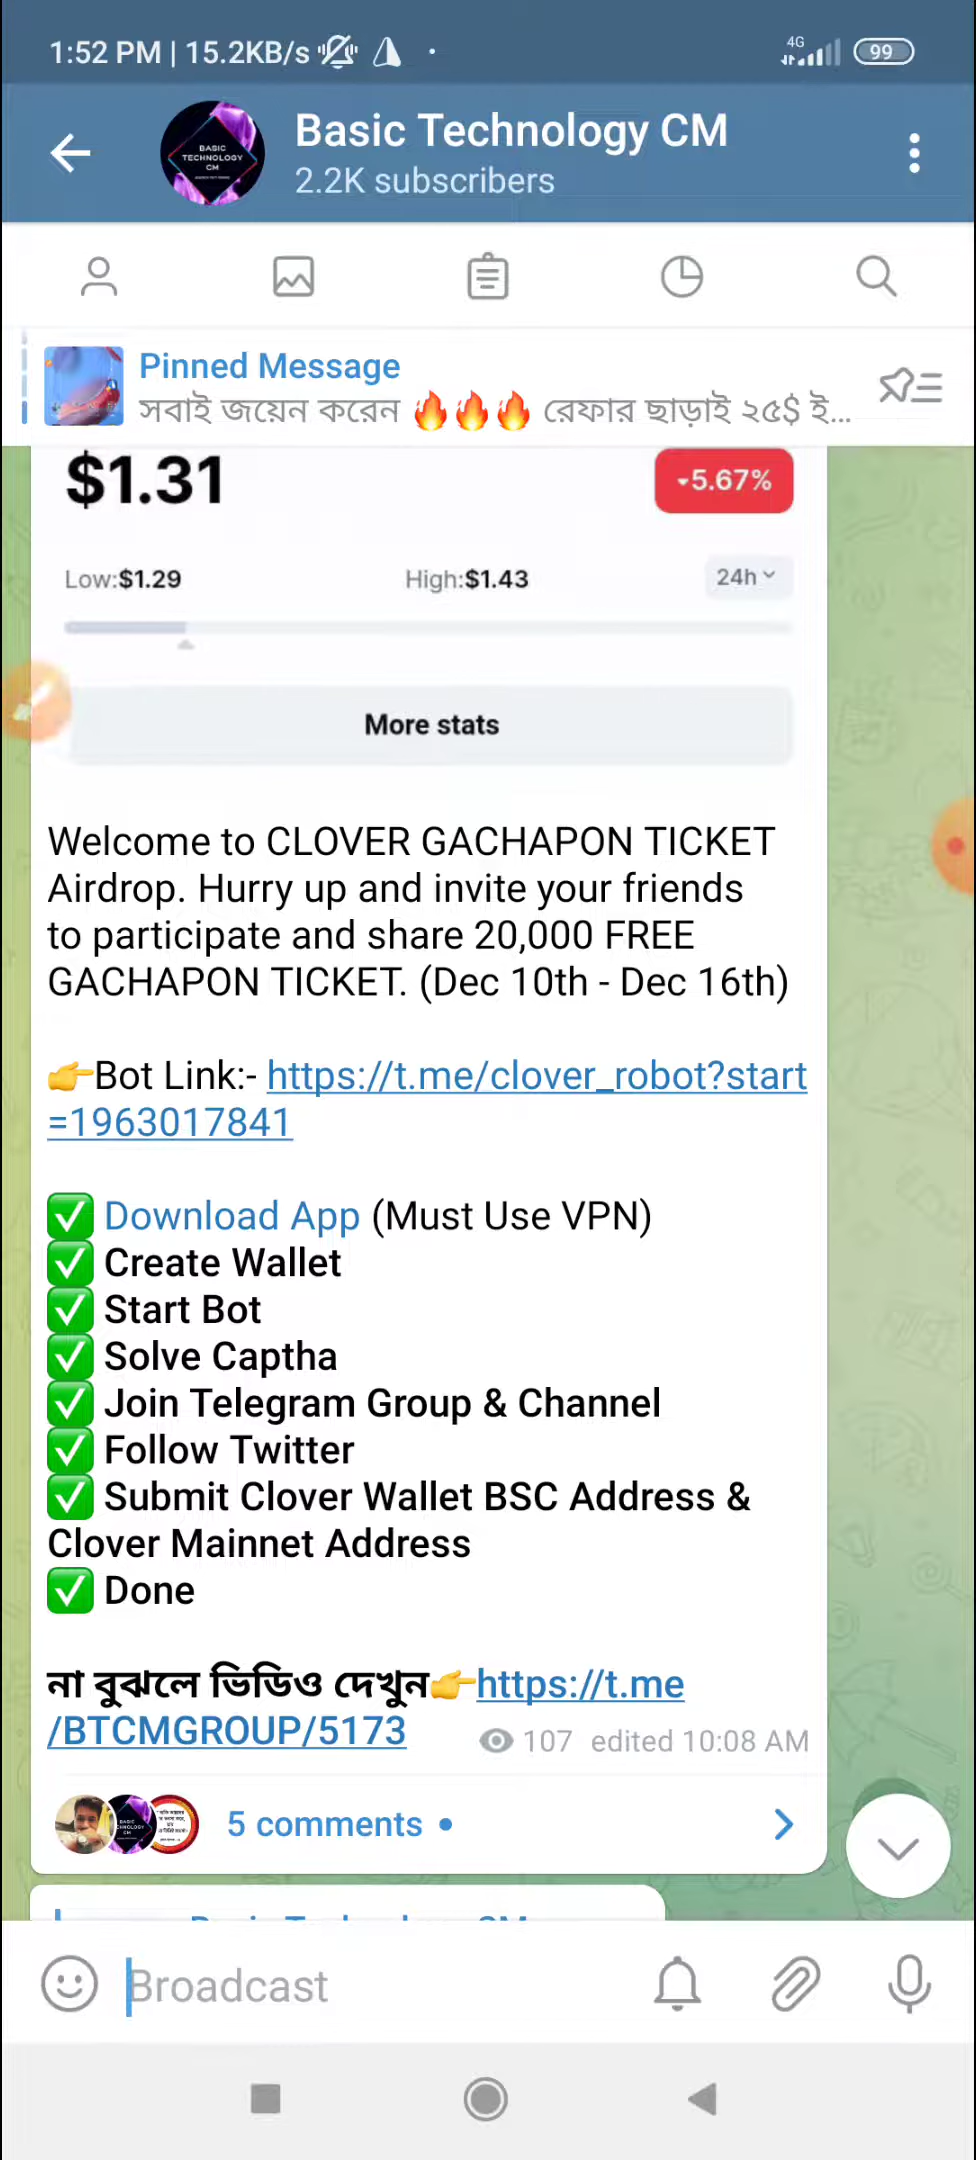 1:52 PM | 15.2KB/s
4G
99
BASIC
TECHNOLOGY
CM
Basic Technology CM
2.2K subscribers
Pinned Message
সবাই জয়েন করেন 🔥🔥🔥 রেফার ছাড়াই ২৫$ ই...
$1.31
-5.67%
Low:$1.29
High:$1.43
24h
More stats
Welcome to CLOVER GACHAPON TICKET
Airdrop. Hurry up and invite your friends
to participate and share 20,000 FREE
GACHAPON TICKET. (Dec 10th - Dec 16th)
👉Bot Link:- https://t.me/clover_robot?start
=1963017841
✅ Download App (Must Use VPN)
✅ Create Wallet
✅ Start Bot
✅ Solve Captha
✅ Join Telegram Group & Channel
✅ Follow Twitter
✅ Submit Clover Wallet BSC Address &
Clover Mainnet Address
✅ Done
না বুঝলে ভিডিও দেখুন👉https://t.me
/BTCMGROUP/5173
107 edited 10:08 AM
5 comments
Broadcast